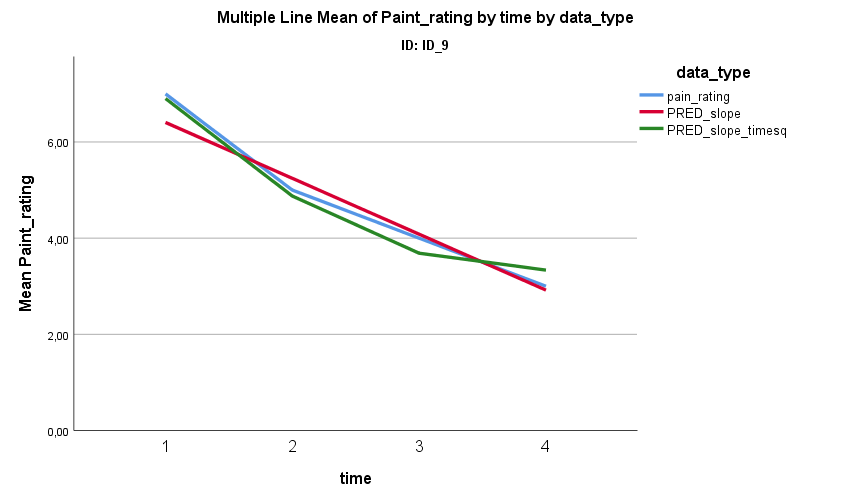 Multiple Line Mean of Paint_rating by time by data_type
ID: ID_9
data_type
pain_rating
PRED_slope
PRED_slope_timesq
Mean Paint_rating
6,00
4,00
2,00
0,00
1 2 3 4
time